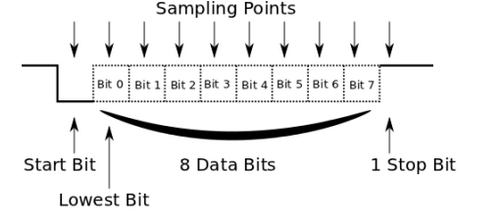 Sampling Points
Bit 0 Bit 1 Bit 2 Bit 3 Bit 4 Bit 5 Bit 6 Bit 7
Start Bit 8 Data Bits 1 Stop Bit
Lowest Bit